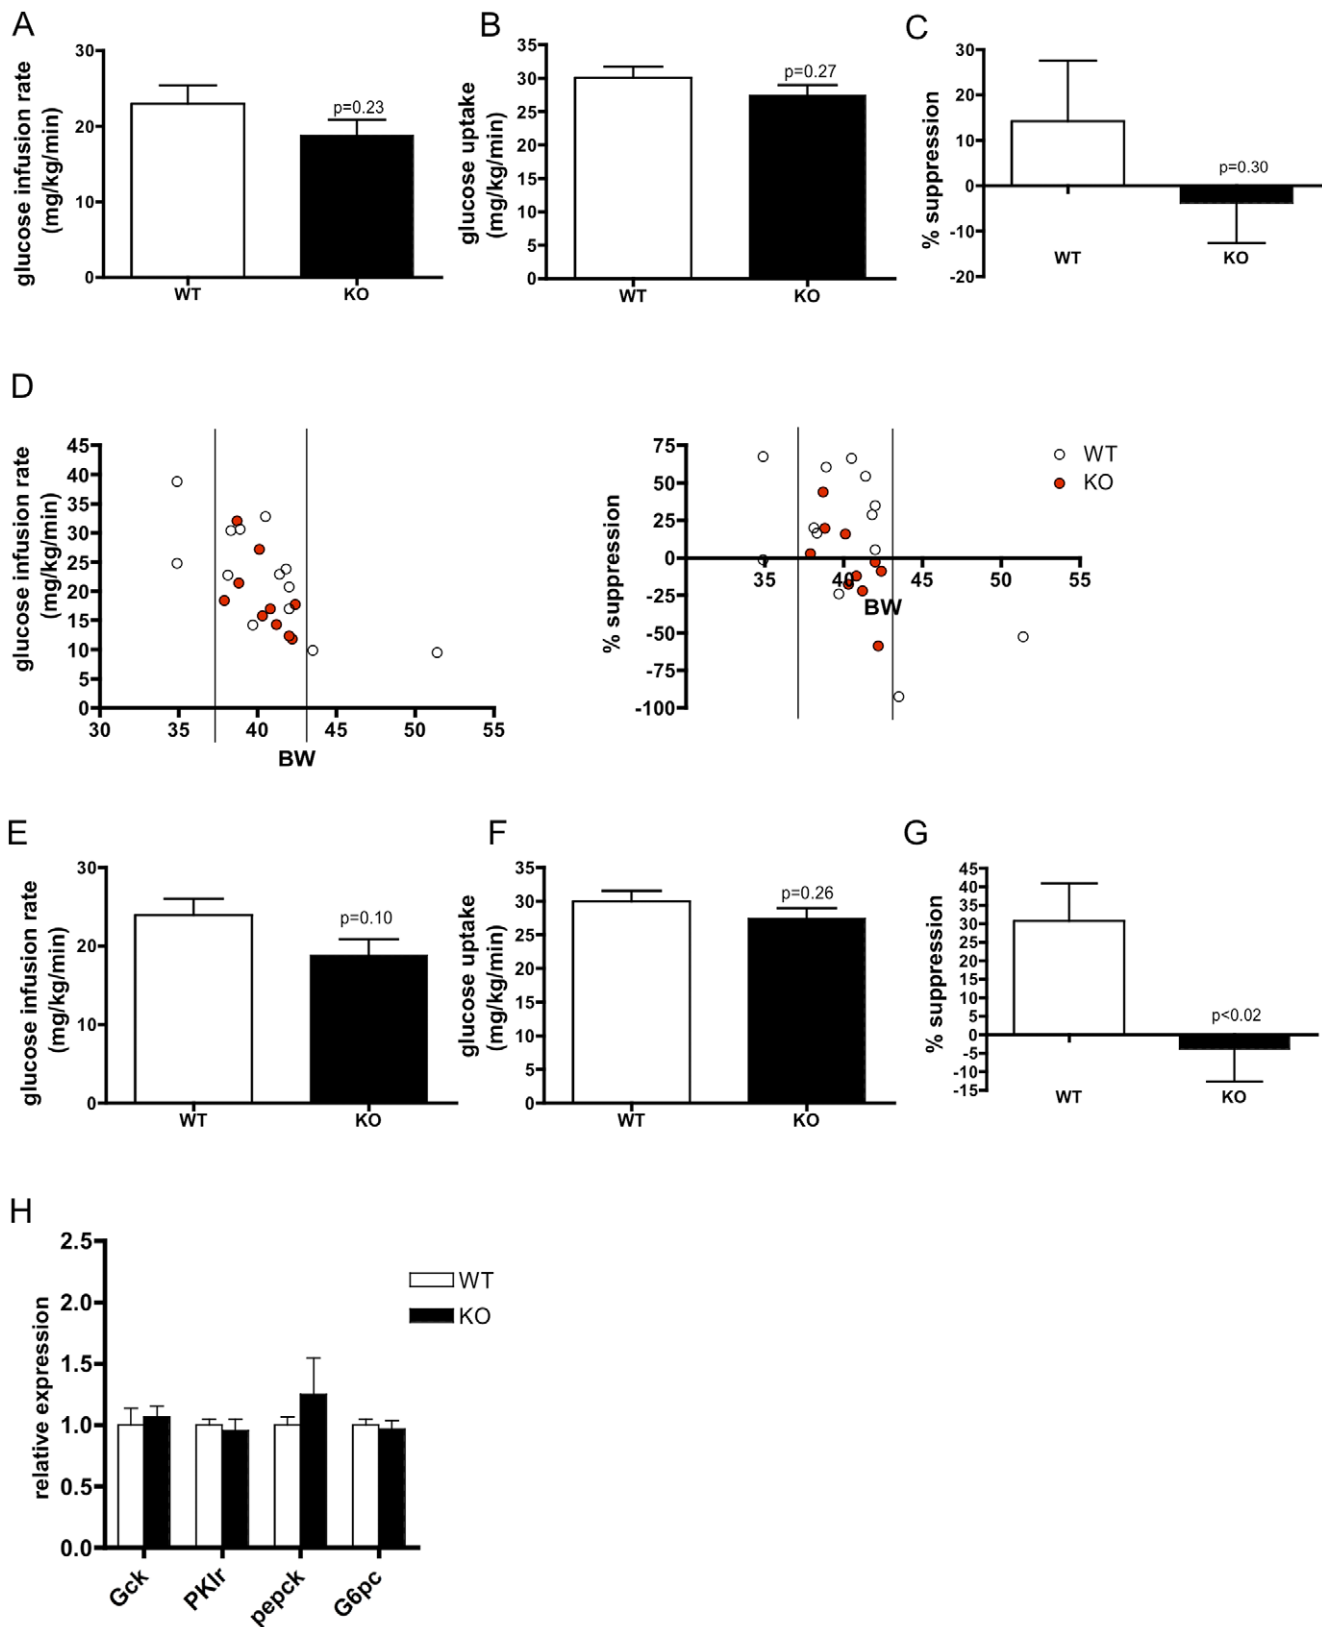 A
glucose infusion rate
(mg/kg/min)
30
20
10
0
p=0.23
WT
KO
B
glucose uptake
(mg/kg/min)
35
30
25
20
15
10
5
0
p=0.27
WT
KO
C
% suppression
30
20
10
0
-10
-20
p=0.30
WT
KO
D
glucose infusion rate
(mg/kg/min)
45
40
35
30
25
20
15
10
5
0
30
35
40
45
50
55
BW
% suppression
75
50
25
0
-25
-50
-75
-100
35
40
45
50
55
BW
WT
KO
E
glucose infusion rate
(mg/kg/min)
30
20
10
0
p=0.10
WT
KO
F
glucose uptake
(mg/kg/min)
35
30
25
20
15
10
5
0
p=0.26
WT
KO
G
% suppression
45
40
35
30
25
20
15
10
5
0
-5
-10
-15
p<0.02
WT
KO
H
relative expression
2.5
2.0
1.5
1.0
0.5
0.0
WT
KO
Gck
PKlr
pepck
G6pc